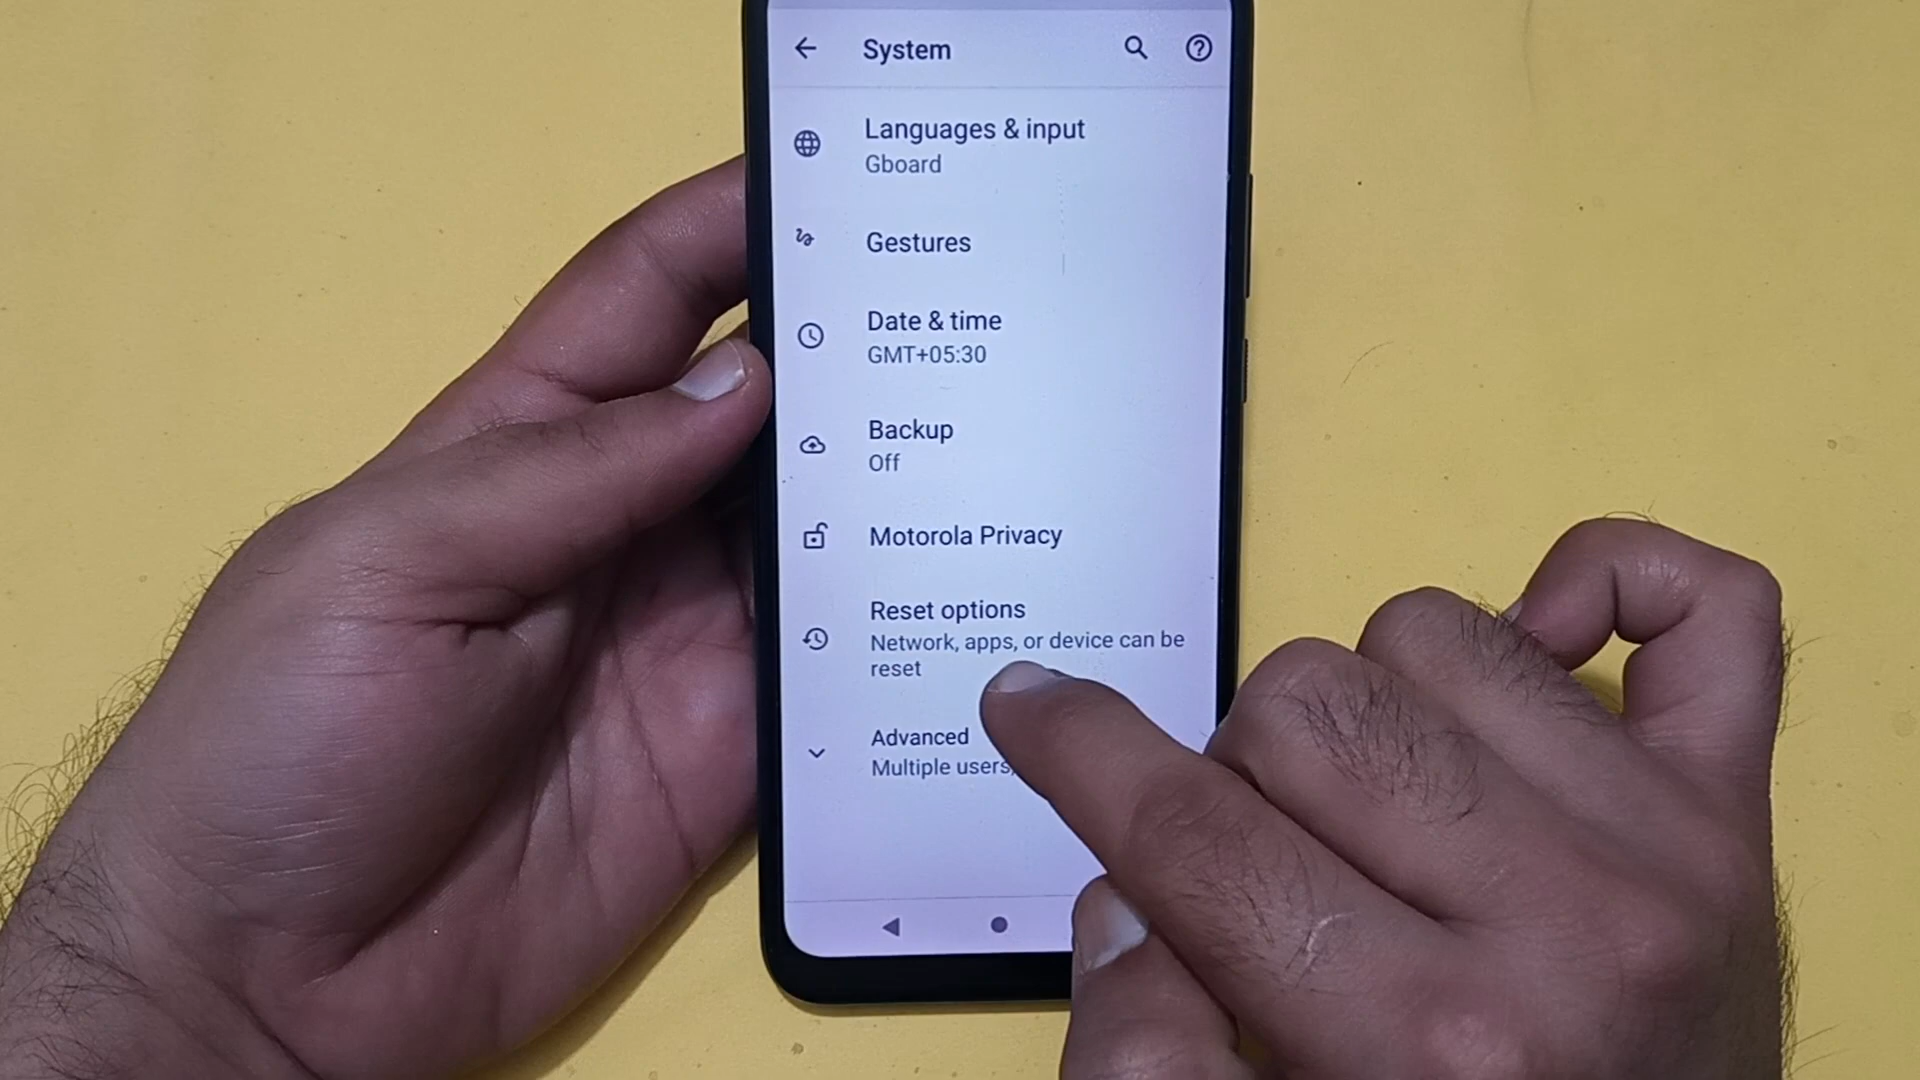 System
Languages & input
Gboard
Gestures
Date & time
GMT+05:30
Backup
Off
Motorola Privacy
Reset options
Network, apps, or device can be
reset
Advanced
Multiple users,